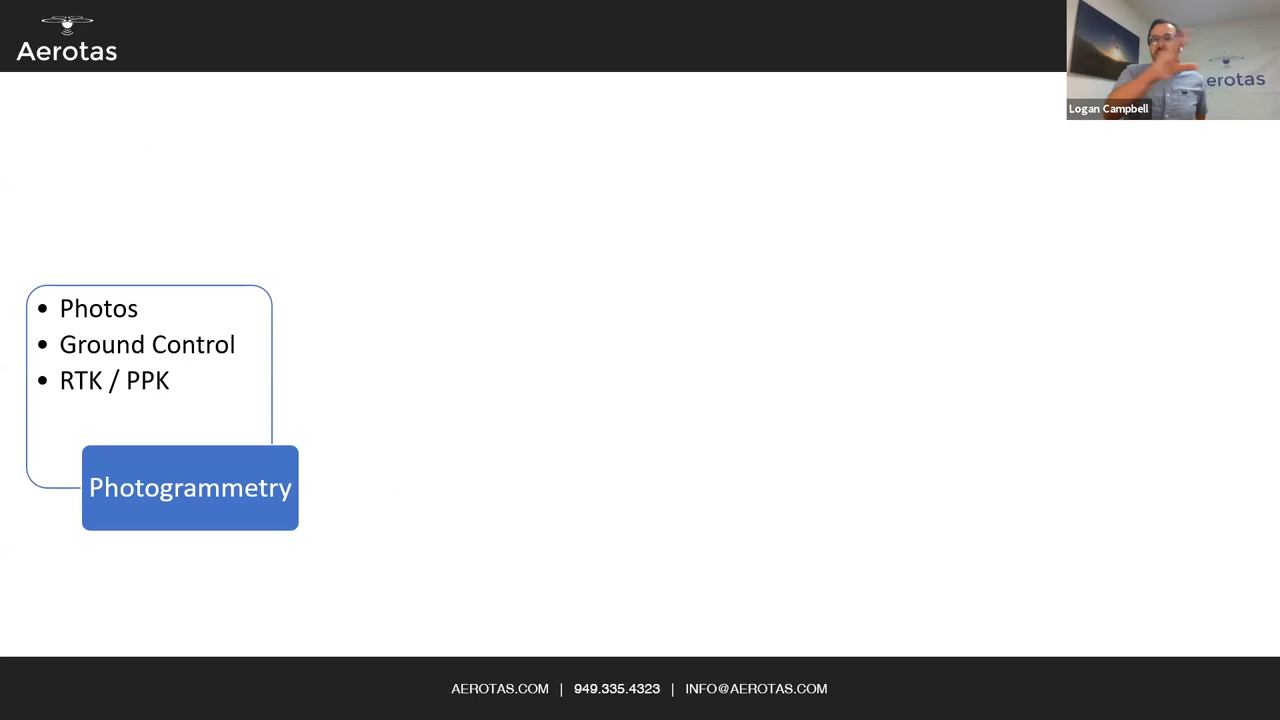 Aerotas
erotas
Logan Campbell
• Photos
• Ground Control
• RTK / PPK
Photogrammetry
AEROTAS.COM | 949.335.4323 | INFO@AEROTAS.COM